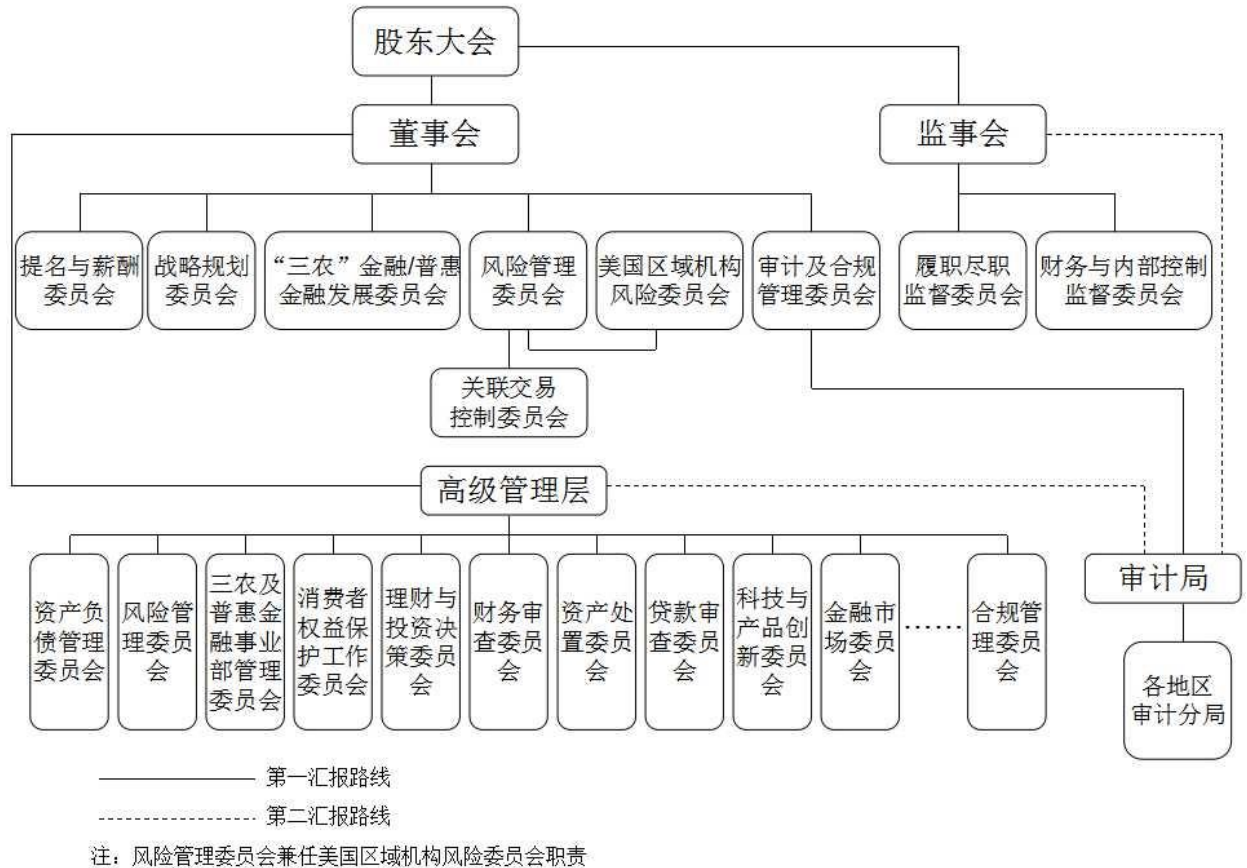 股东大会
董事会
监事会
提名与薪酬
委员会
战略规划
委员会
“三农”金融/普惠
金融发展委员会
风险管理
委员会
美国区域机构
风险委员会
审计及合规
管理委员会
履职尽职
监督委员会
财务与内部控制
监督委员会
关联交易
控制委员会
高级管理层
资产负
债管理
委员会
风险管
理委员
会
三农及
普惠金
融事业
部管理
委员会
消费者
权益保
护工作
委员会
理财与
投资决
策委员
会
财务审
查委员
会
资产处
置委员
会
贷款审
查委员
会
科技与
产品创
新委员
会
金融市
场委员
会
……
合规管
理委员
会
审计局
各地区
审计分局
第一汇报路线
第二汇报路线
注：风险管理委员会兼任美国区域机构风险委员会职责